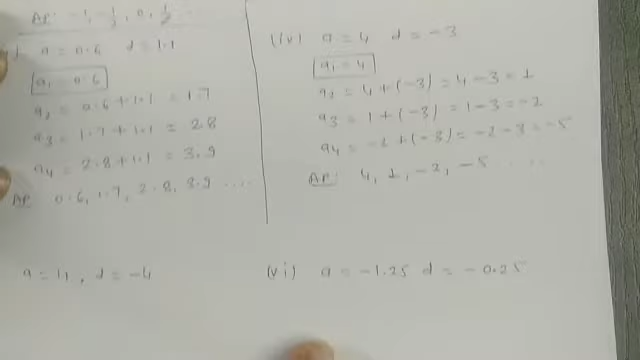 AP: -1, -1/2, 0, 1/2 ....
) a = 0.6 d = 1.1
a₁ = 0.6
a₂ = 0.6 + 1.1 = 1.7
a₃ = 1.7 + 1.1 = 2.8
a₄ = 2.8 + 1.1 = 3.9
AP: 0.6, 1.7, 2.8, 3.9 ....
(iv) a = 4 d = -3
a₁ = 4
a₂ = 4 + (-3) = 4 - 3 = 1
a₃ = 1 + (-3) = 1 - 3 = -2
a₄ = -2 + (-3) = -2 - 3 = -5
AP: 4, 1, -2, -5 .....
a = 11, d = -4
(vi) a = -1.25 d = -0.25